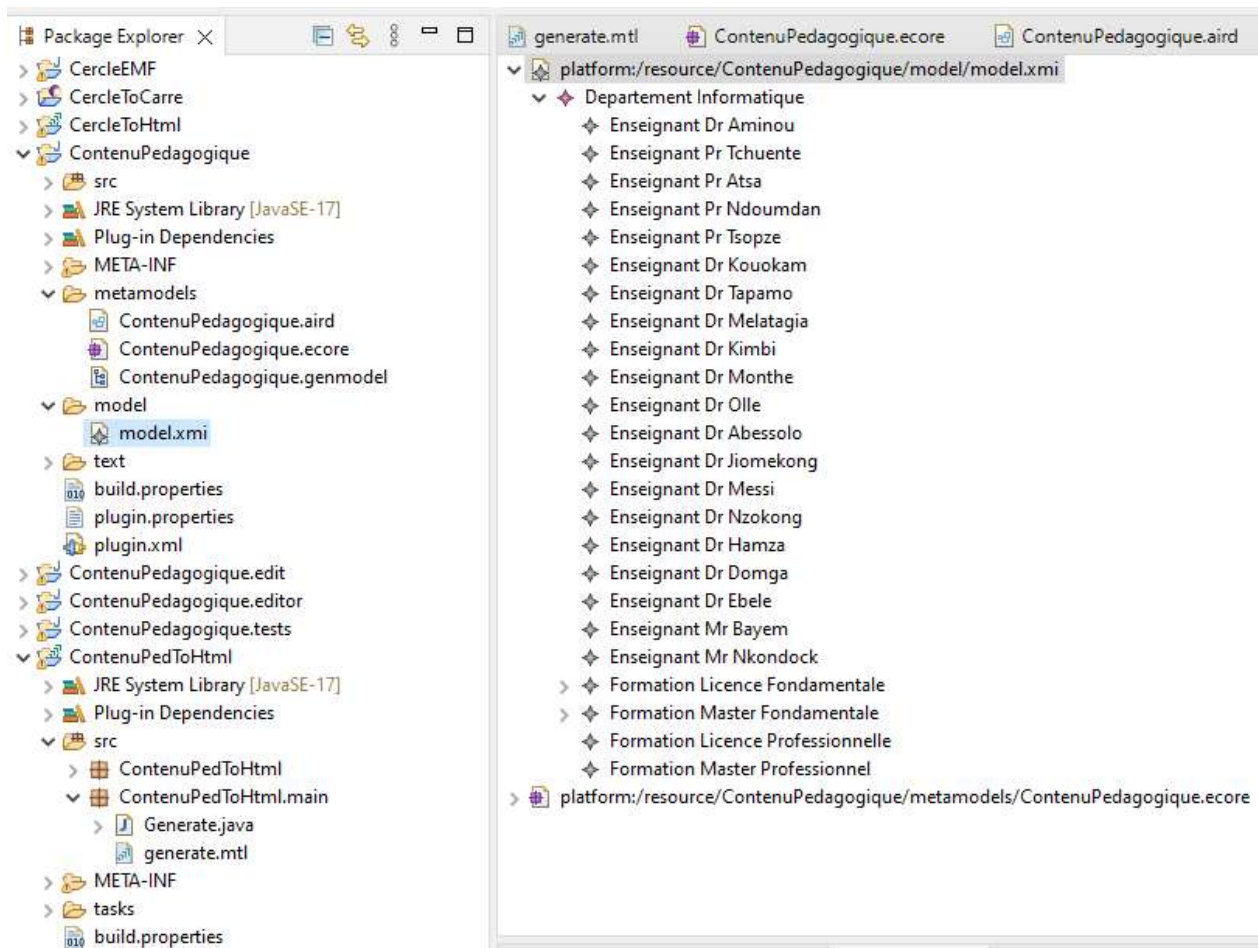 Package Explorer
CercleEMF
CercleToCarre
CercleToHtml
ContenuPedagogique
src
JRE System Library [JavaSE-17]
Plug-in Dependencies
META-INF
metamodels
ContenuPedagogique.aird
ContenuPedagogique.ecore
ContenuPedagogique.genmodel
model
model.xmi
text
build.properties
plugin.properties
plugin.xml
ContenuPedagogique.edit
ContenuPedagogique.editor
ContenuPedagogique.tests
ContenuPedToHtml
JRE System Library [JavaSE-17]
Plug-in Dependencies
src
ContenuPedToHtml
ContenuPedToHtml.main
Generate.java
generate.mtl
META-INF
tasks
build.properties
generate.mtl ContenuPedagogique.ecore ContenuPedagogique.aird
platform:/resource/ContenuPedagogique/model/model.xmi
Departement Informatique
Enseignant Dr Aminou
Enseignant Pr Tchuente
Enseignant Pr Atsa
Enseignant Pr Ndoumdan
Enseignant Pr Tsopze
Enseignant Dr Kouokam
Enseignant Dr Tapamo
Enseignant Dr Melatagia
Enseignant Dr Kimbi
Enseignant Dr Monthe
Enseignant Dr Olle
Enseignant Dr Abessolo
Enseignant Dr Jiomekong
Enseignant Dr Messi
Enseignant Dr Nzokong
Enseignant Dr Hamza
Enseignant Dr Domga
Enseignant Dr Ebele
Enseignant Mr Bayem
Enseignant Mr Nkondock
Formation Licence Fondamentale
Formation Master Fondamentale
Formation Licence Professionnelle
Formation Master Professionnel
platform:/resource/ContenuPedagogique/metamodels/ContenuPedagogique.ecore